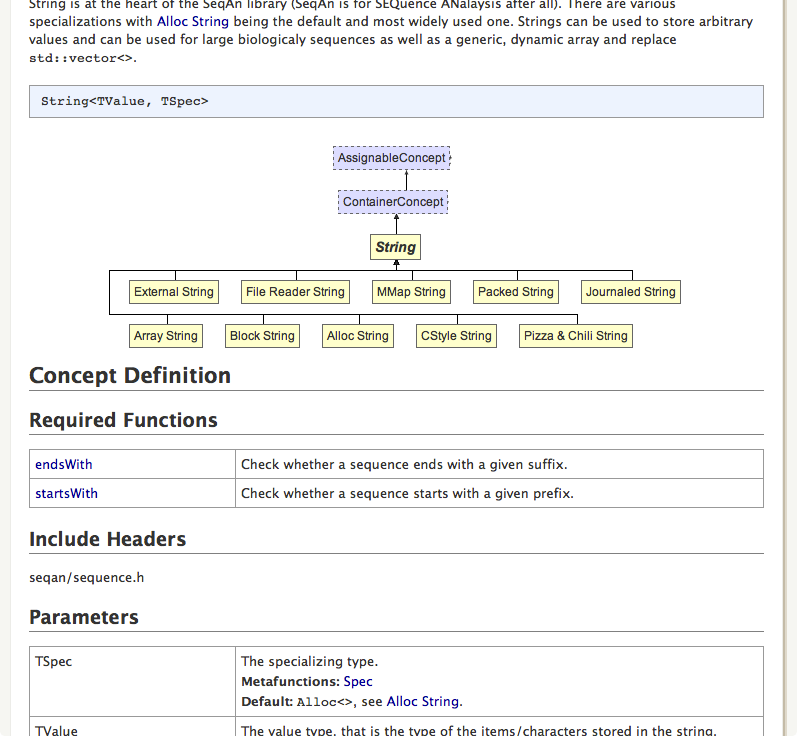 String is at the heart of the SeqAn library (SeqAn is for SEQuence ANalaysis after all). There are various
specializations with Alloc String being the default and most widely used one. Strings can be used to store arbitrary
values and can be used for large biologicaly sequences as well as a generic, dynamic array and replace
std::vector<>.
String<TValue, TSpec>
AssignableConcept
ContainerConcept
String
External String File Reader String MMap String Packed String Journaled String
Array String Block String Alloc String CStyle String Pizza & Chili String
Concept Definition
Required Functions
endsWith Check whether a sequence ends with a given suffix.
startsWith Check whether a sequence starts with a given prefix.
Include Headers
seqan/sequence.h
Parameters
TSpec The specializing type.
Metafunctions: Spec
Default: Alloc<>, see Alloc String.
TValue The value type, that is the type of the items/characters stored in the string.